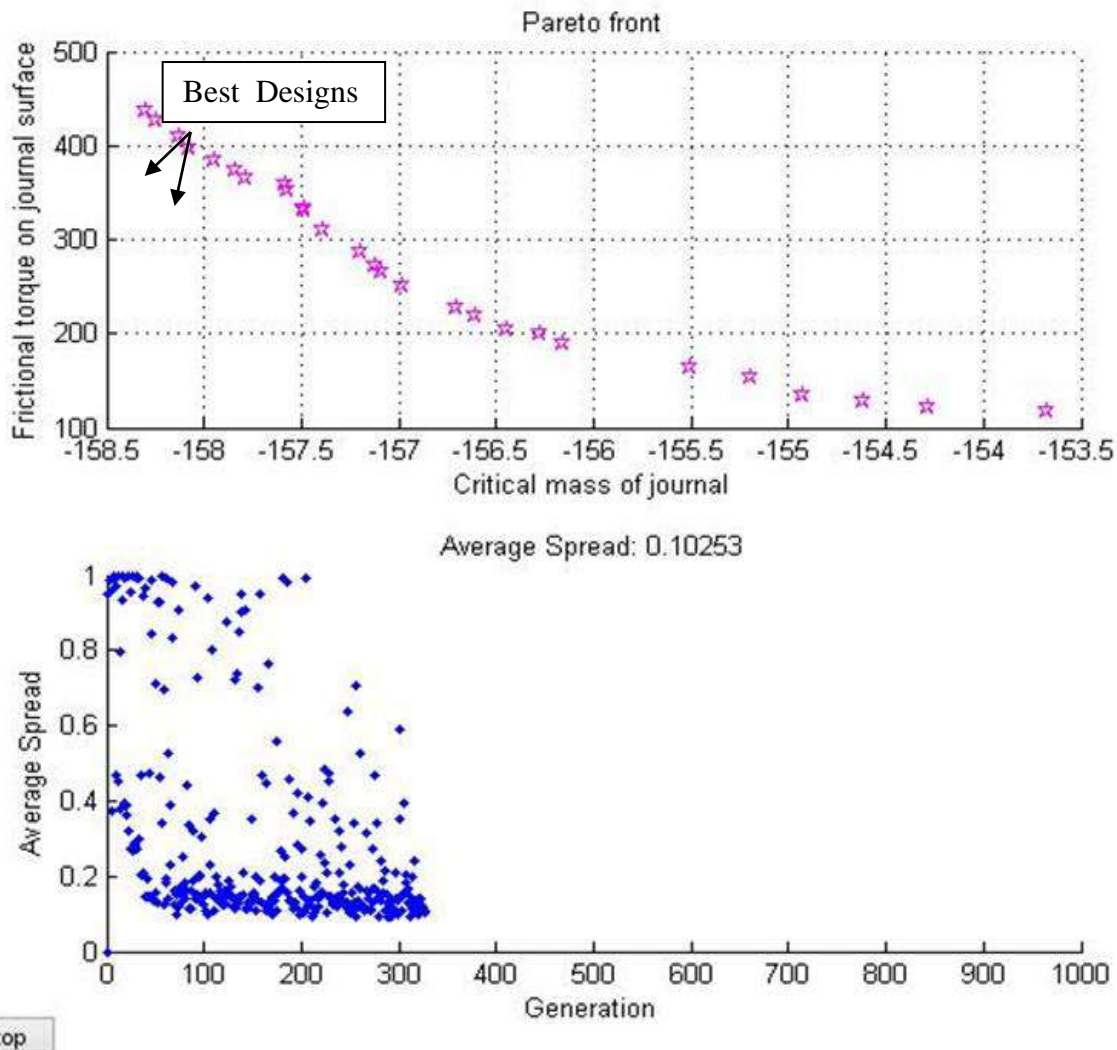 Pareto front
500
400
300
200
100
Frictional torque on journal surface
Best Designs
-158.5 -158 -157.5 -157 -156.5 -156 -155.5 -155 -154.5 -154 -153.5
Critical mass of journal
Average Spread: 0.10253
1
0.8
0.6
0.4
0.2
0
Average Spread
0 100 200 300 400 500 600 700 800 900 1000
Generation
top